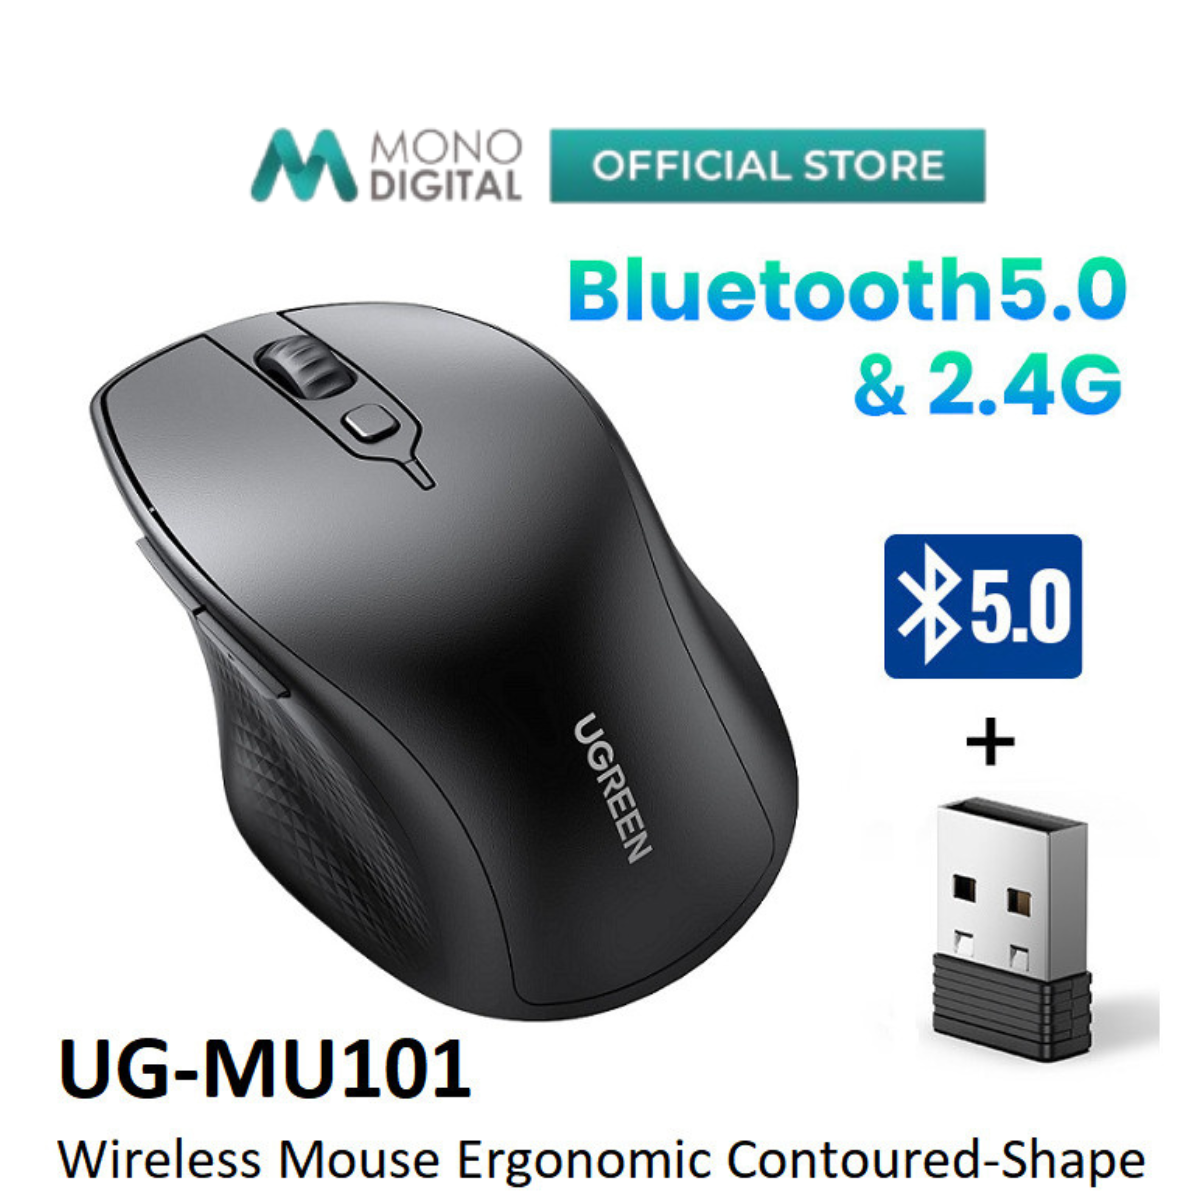 MONO
DIGITAL
OFFICIAL STORE
Bluetooth5.0
& 2.4G
5.0
+
UGREEN
UG-MU101
Wireless Mouse Ergonomic Contoured-Shape